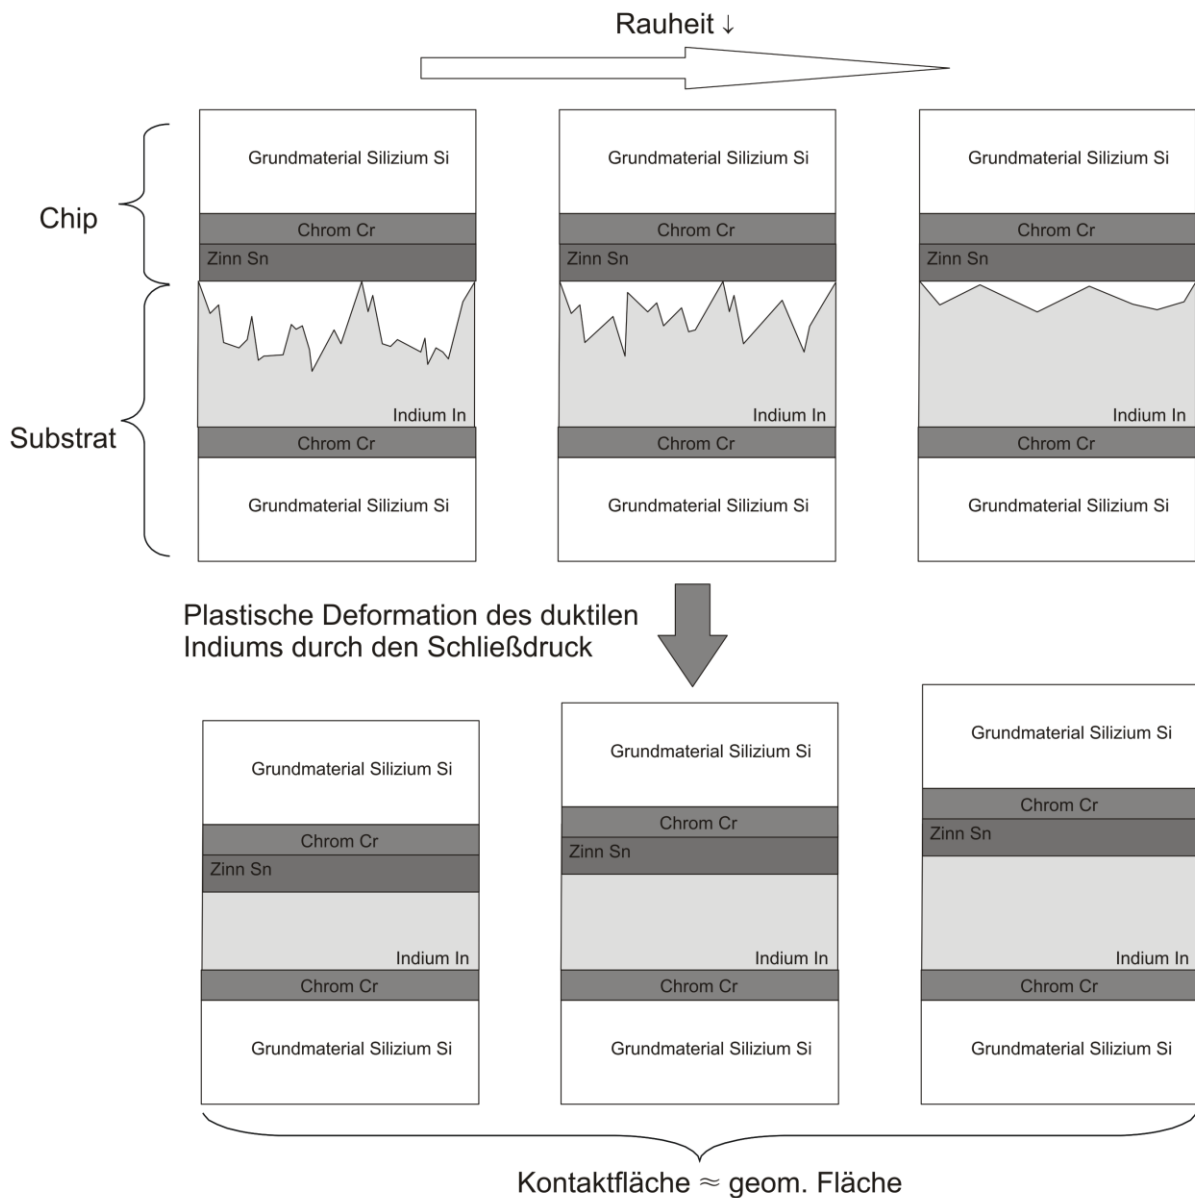 Rauheit ↓
Grundmaterial Silizium Si
Grundmaterial Silizium Si
Grundmaterial Silizium Si
Chip
Chrom Cr
Chrom Cr
Chrom Cr
Zinn Sn
Zinn Sn
Zinn Sn
Indium In
Indium In
Indium In
Substrat
Chrom Cr
Chrom Cr
Chrom Cr
Grundmaterial Silizium Si
Grundmaterial Silizium Si
Grundmaterial Silizium Si
Plastische Deformation des duktilen
Indiums durch den Schließdruck
Grundmaterial Silizium Si
Grundmaterial Silizium Si
Grundmaterial Silizium Si
Chrom Cr
Chrom Cr
Chrom Cr
Zinn Sn
Zinn Sn
Zinn Sn
Indium In
Indium In
Indium In
Chrom Cr
Chrom Cr
Chrom Cr
Grundmaterial Silizium Si
Grundmaterial Silizium Si
Grundmaterial Silizium Si
Kontaktfläche ≈ geom. Fläche